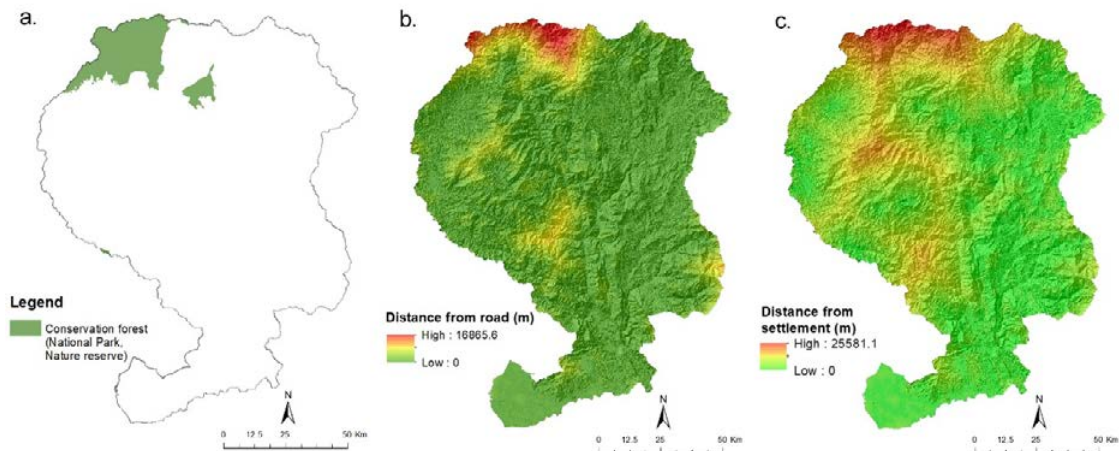 a.
Legend
Conservation forest
(National Park,
Nature reserve)
N
0 12.5 25 50 Km
b.
Distance from road (m)
High : 16865.6
Low : 0
N
0 12.5 25 50 Km
c.
Distance from
settlement (m)
High : 25581.1
Low : 0
N
0 12.5 25 50 Km